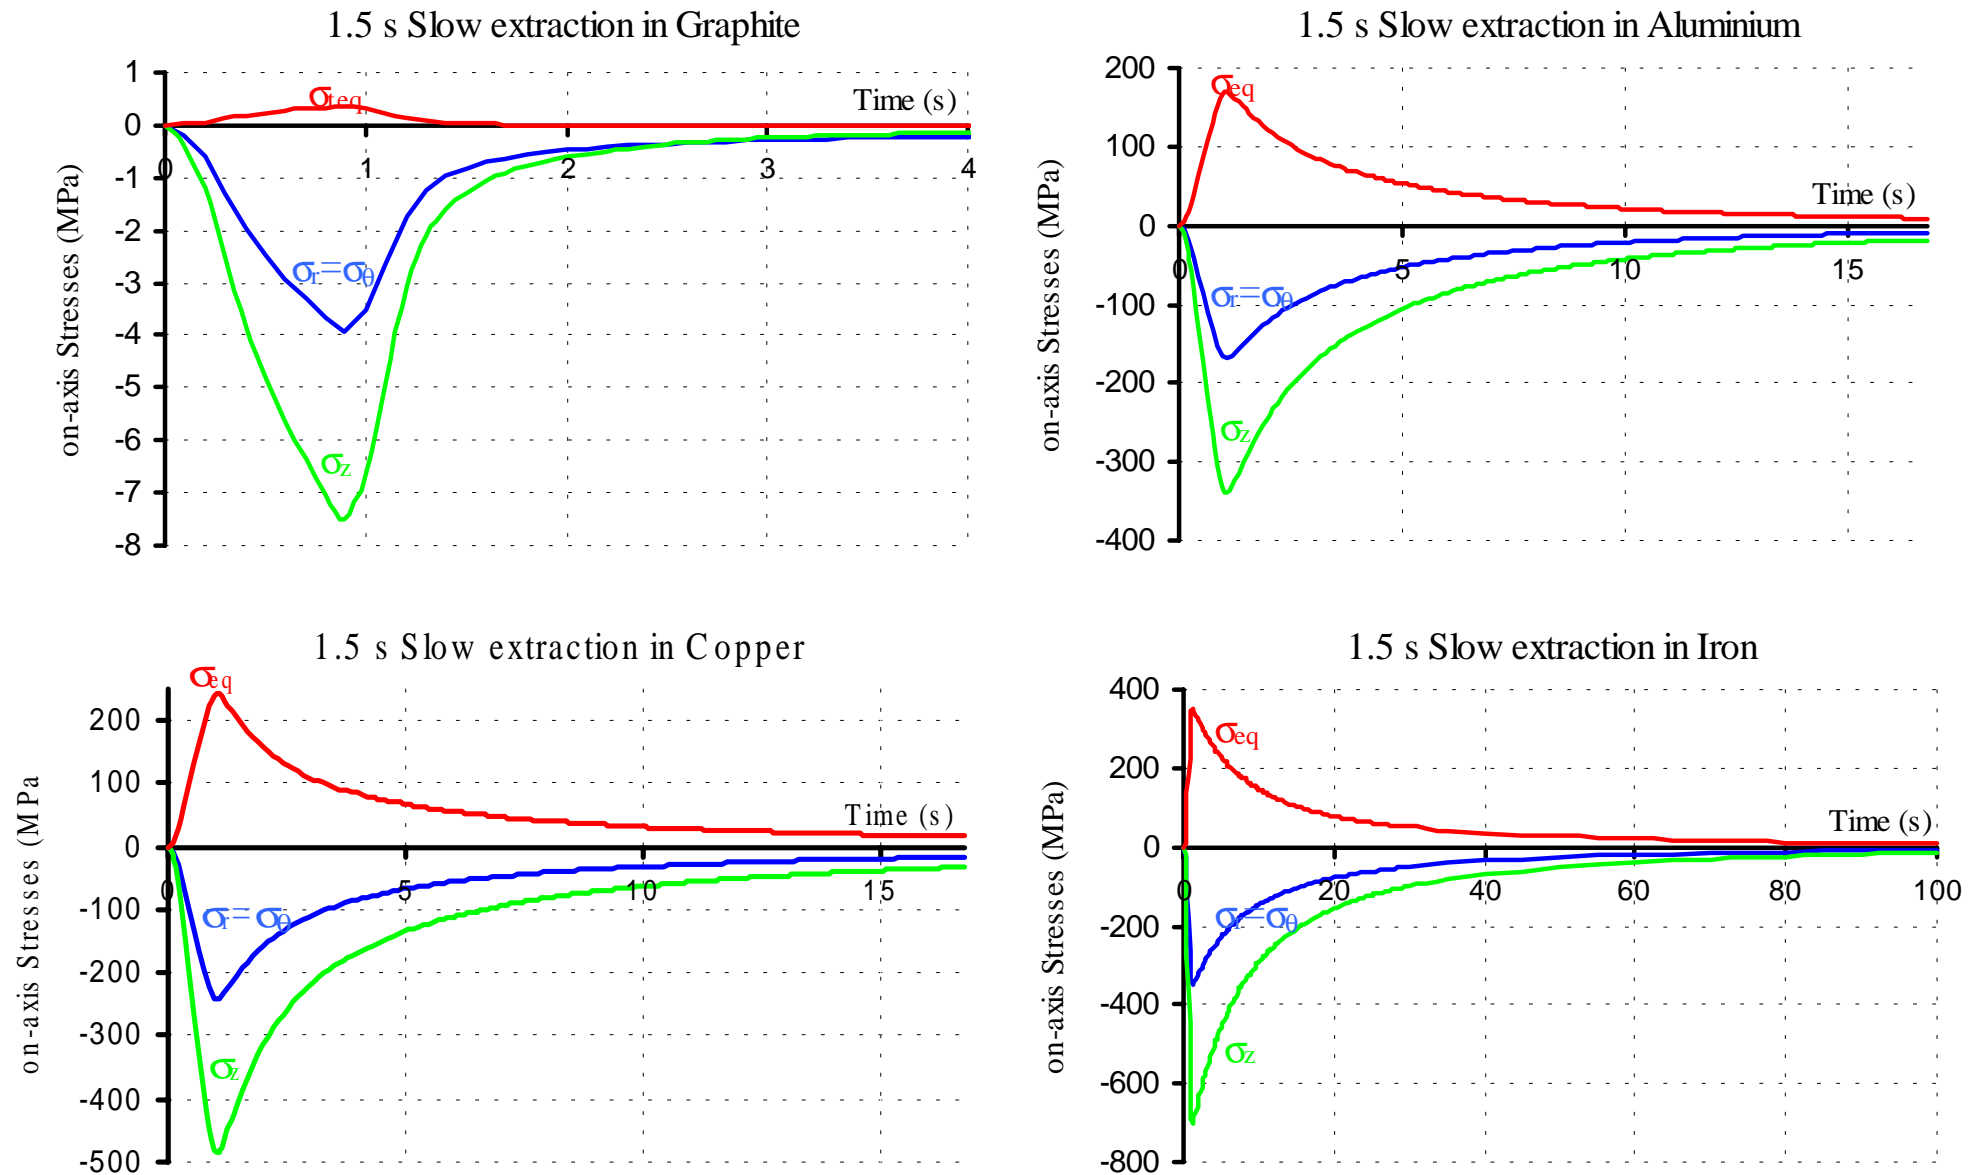 1.5 s Slow extraction in Graphite
on-axis Stresses (MPa)
1
0
-1
-2
-3
-4
-5
-6
-7
-8
0
1
2
3
4
Time (s)
σteq
σr=σθ
σz
1.5 s Slow extraction in Aluminium
on-axis Stresses (MPa)
200
100
0
-100
-200
-300
-400
0
5
10
15
Time (s)
σeq
σr=σθ
σz
1.5 s Slow extraction in Copper
on-axis Stresses (MPa
200
100
0
-100
-200
-300
-400
-500
0
5
10
15
Time (s)
σeq
σr=σθ
σz
1.5 s Slow extraction in Iron
on-axis Stresses (MPa)
400
200
0
-200
-400
-600
-800
0
20
40
60
80
100
Time (s)
σeq
σr=σθ
σz